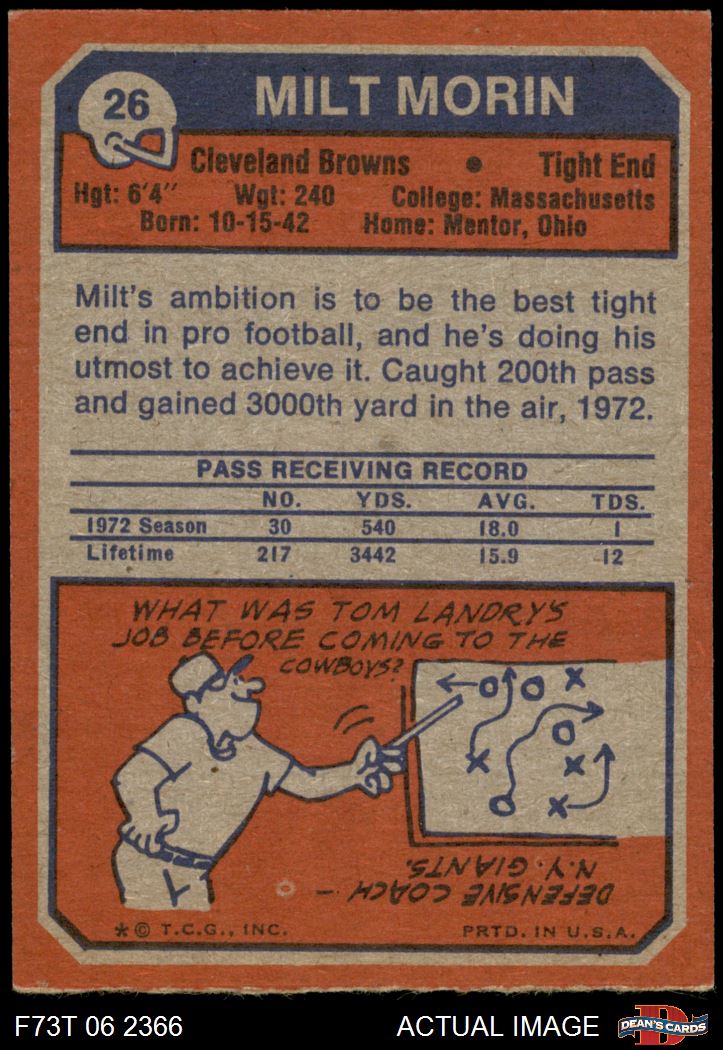 26
MILT MORIN
Cleveland Browns • Tight End
Hgt: 6'4" Wgt: 240 College: Massachusetts
Born: 10-15-42 Home: Mentor, Ohio
Milt's ambition is to be the best tight
end in pro football, and he's doing his
utmost to achieve it. Caught 200th pass
and gained 3000th yard in the air, 1972.
PASS RECEIVING RECORD
NO. YDS. AVG. TDS.
1972 Season 30 540 18.0 1
Lifetime 217 3442 15.9 12
WHAT WAS TOM LANDRY'S
JOB BEFORE COMING TO THE
COWBOYS?
DEFENSIVE COACH —
N.Y. GIANTS.
* © T.C.G., INC. PRTD. IN U.S.A.
F73T 06 2366 ACTUAL IMAGE
D
DEAN'S CARDS